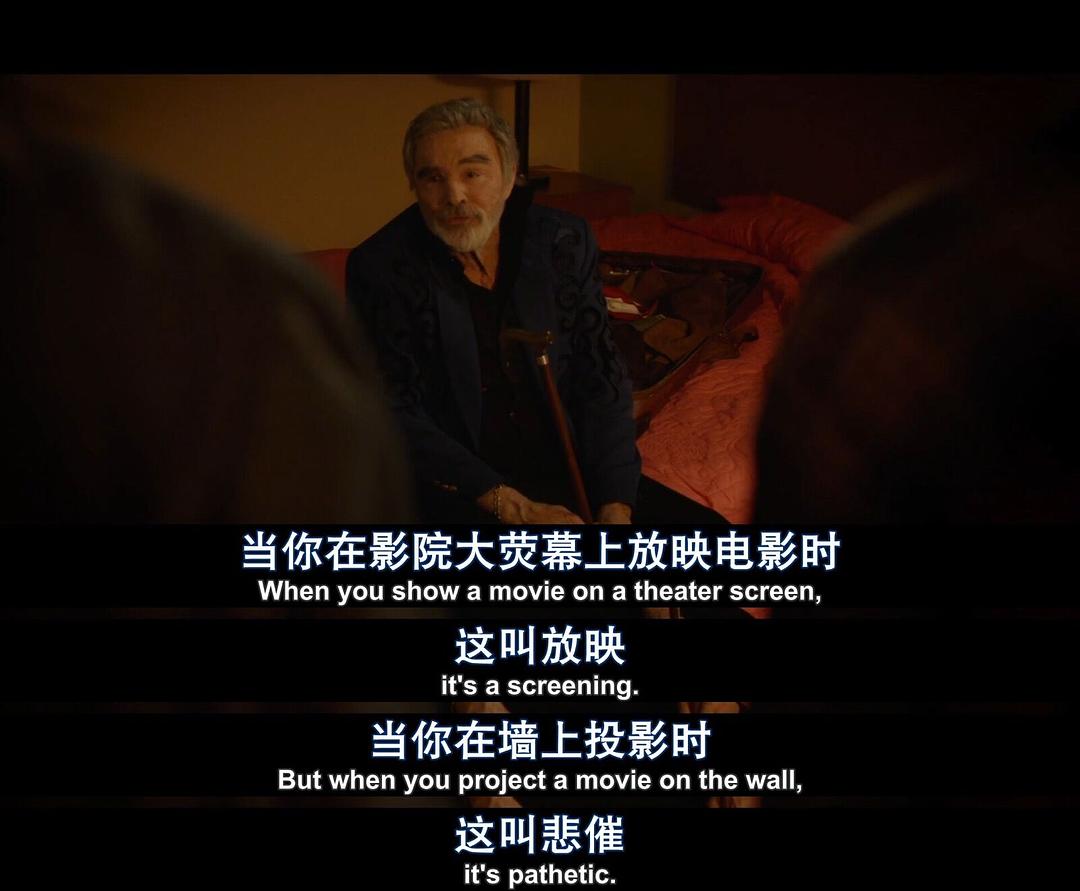 当你在影院大荧幕上放映电影时
When you show a movie on a theater screen,
这叫放映
it's a screening.
当你在墙上投影时
But when you project a movie on the wall,
这叫悲催
it's pathetic.